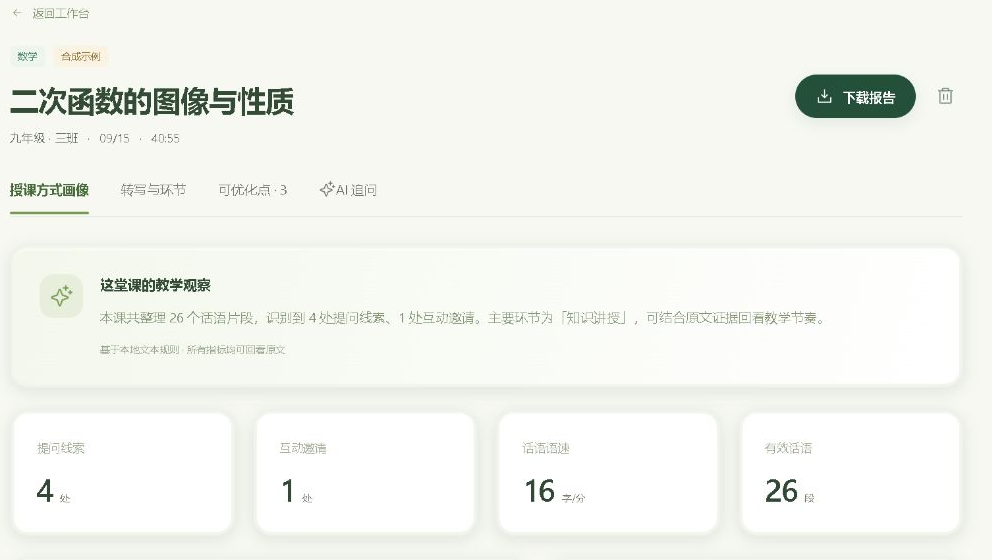 ← 返回工作台
数学 合成示例
二次函数的图像与性质
九年级 · 三班 · 09/15 · 40:55
下载报告
授课方式画像 转写与环节 可优化点 · 3 AI 追问
这堂课的教学观察
本课共整理 26 个话语片段，识别到 4 处提问线索、1 处互动邀请。主要环节为「知识讲授」，可结合原文证据回看教学节奏。
基于本地文本规则 · 所有指标均可回看原文
提问线索 互动邀请 话语语速 有效话语
4 处 1 处 16 字/分 26 段